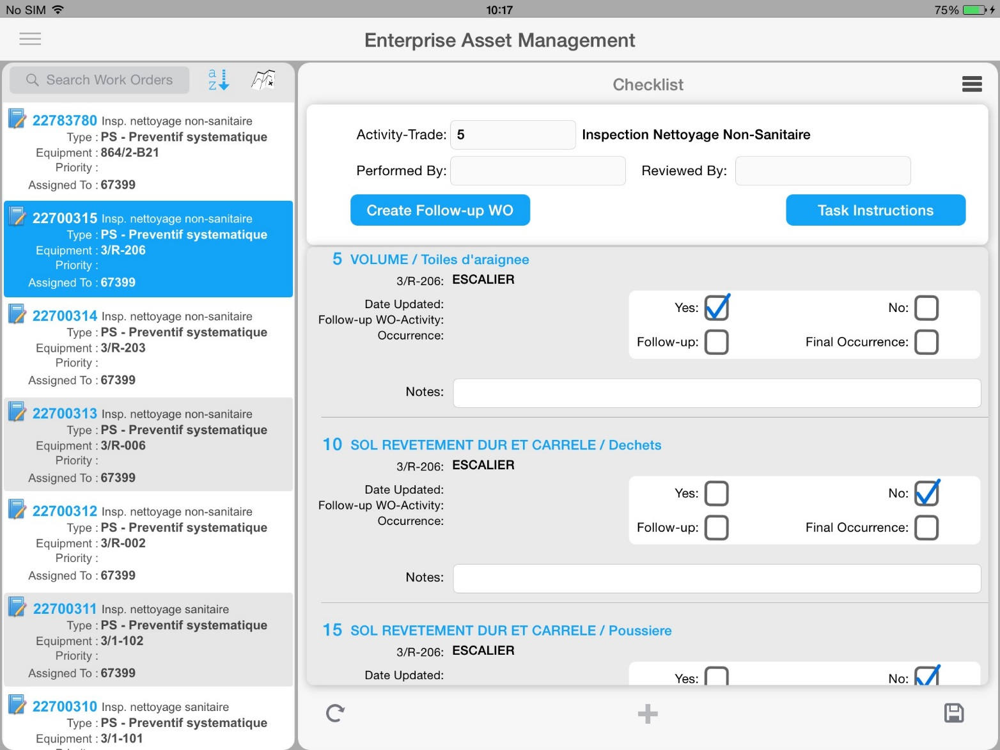 No SIM
10:17
75%
Enterprise Asset Management
Search Work Orders
a
z
22783780 Insp. nettoyage non-sanitaire
Type : PS - Preventif systematique
Equipment : 864/2-B21
Priority :
Assigned To : 67399
22700315 Insp. nettoyage non-sanitaire
Type : PS - Preventif systematique
Equipment : 3/R-206
Priority :
Assigned To : 67399
22700314 Insp. nettoyage non-sanitaire
Type : PS - Preventif systematique
Equipment : 3/R-203
Priority :
Assigned To : 67399
22700313 Insp. nettoyage non-sanitaire
Type : PS - Preventif systematique
Equipment : 3/R-006
Priority :
Assigned To : 67399
22700312 Insp. nettoyage non-sanitaire
Type : PS - Preventif systematique
Equipment : 3/R-002
Priority :
Assigned To : 67399
22700311 Insp. nettoyage sanitaire
Type : PS - Preventif systematique
Equipment : 3/1-102
Priority :
Assigned To : 67399
22700310 Insp. nettoyage sanitaire
Type : PS - Preventif systematique
Equipment : 3/1-101
Checklist
Activity-Trade: 5 Inspection Nettoyage Non-Sanitaire
Performed By: Reviewed By:
Create Follow-up WO Task Instructions
5 VOLUME / Toiles d'araignee
3/R-206: ESCALIER
Date Updated:
Yes: No:
Follow-up WO-Activity:
Occurrence:
Follow-up: Final Occurrence:
Notes:
10 SOL REVETEMENT DUR ET CARRELE / Dechets
3/R-206: ESCALIER
Date Updated:
Yes: No:
Follow-up WO-Activity:
Occurrence:
Follow-up: Final Occurrence:
Notes:
15 SOL REVETEMENT DUR ET CARRELE / Poussiere
3/R-206: ESCALIER
Date Updated:
Yes: No: